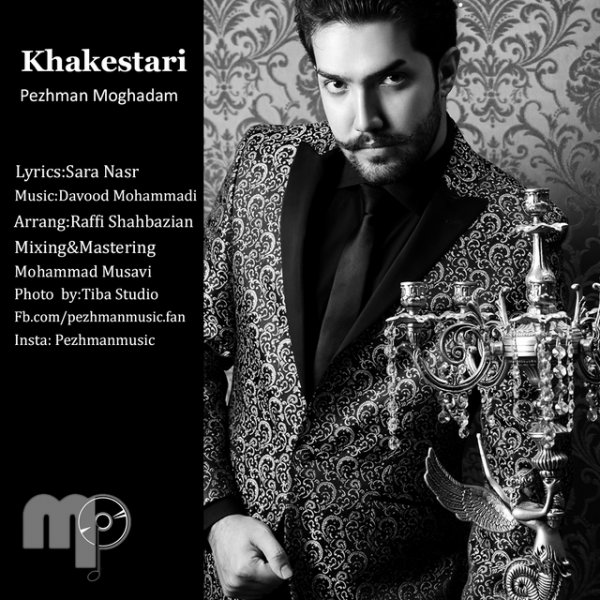 Khakestari
Pezhman Moghadam
Lyrics:Sara Nasr
Music:Davood Mohammadi
Arrang:Raffi Shahbazian
Mixing&Mastering
Mohammad Musavi
Photo by:Tiba Studio
Fb.com/pezhmanmusic.fan
Insta: Pezhmanmusic
mp